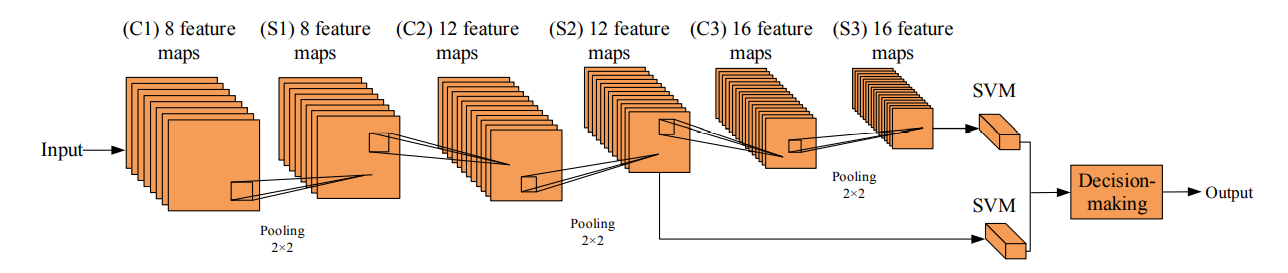 (C1) 8 feature
maps
(S1) 8 feature
maps
(C2) 12 feature
maps
(S2) 12 feature
maps
(C3) 16 feature
maps
(S3) 16 feature
maps
SVM
Input
Pooling
2×2
Pooling
2×2
Pooling
2×2
SVM
Decision-
making
Output